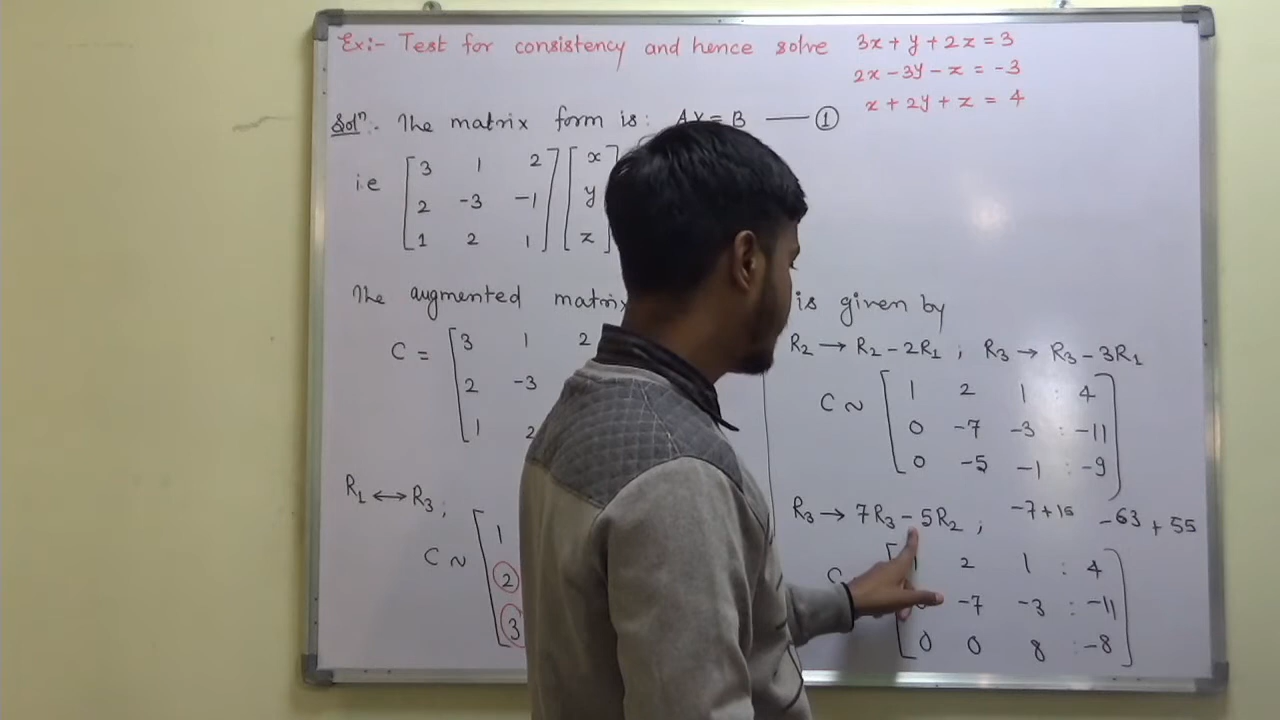 Ex:- Test for consistency and hence solve 3x + y + 2z = 3
2x - 3y - z = -3
x + 2y + z = 4
Solⁿ:- The matrix form is: AX = B —— ①
i.e [ 3 1 2 ] [ x ]
2 -3 -1 y
1 2 1 z
The augmented matrix is given by
C = [ 3 1 2
2 -3
1 2
R₁ ↔ R₃ ;
C ~ [ 1
2
3
R₂ → R₂ - 2R₁ ; R₃ → R₃ - 3R₁
C ~ [ 1 2 1 : 4 ]
0 -7 -3 : -11
0 -5 -1 : -9
R₃ → 7R₃ - 5R₂ ; -7 + 15 -63 + 55
C [ 1 2 1 : 4 ]
0 -7 -3 : -11
0 0 8 : -8